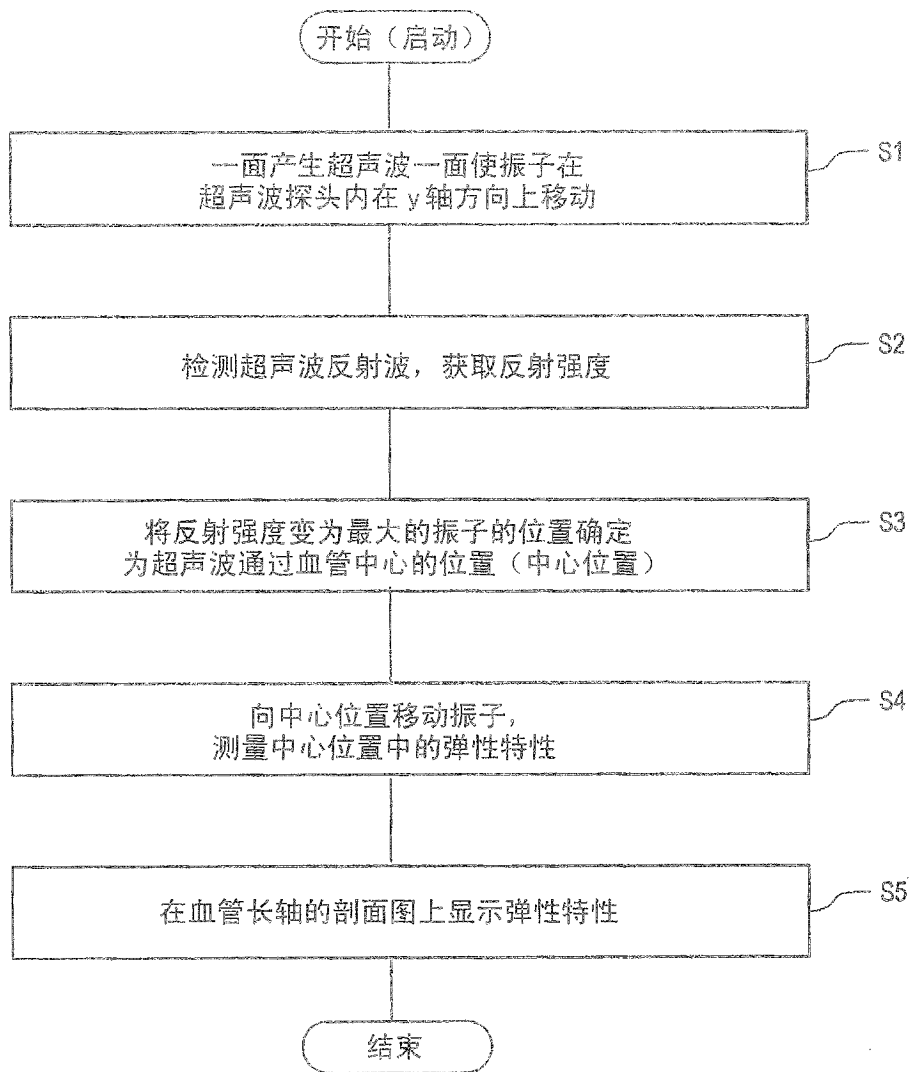 开始（启动）
一面产生超声波一面使振子在
超声波探头内在 y 轴方向上移动
S1
检测超声波反射波，获取反射强度
S2
将反射强度变为最大的振子的位置确定
为超声波通过血管中心的位置（中心位置）
S3
向中心位置移动振子，
测量中心位置中的弹性特性
S4
在血管长轴的剖面图上显示弹性特性
S5
结束